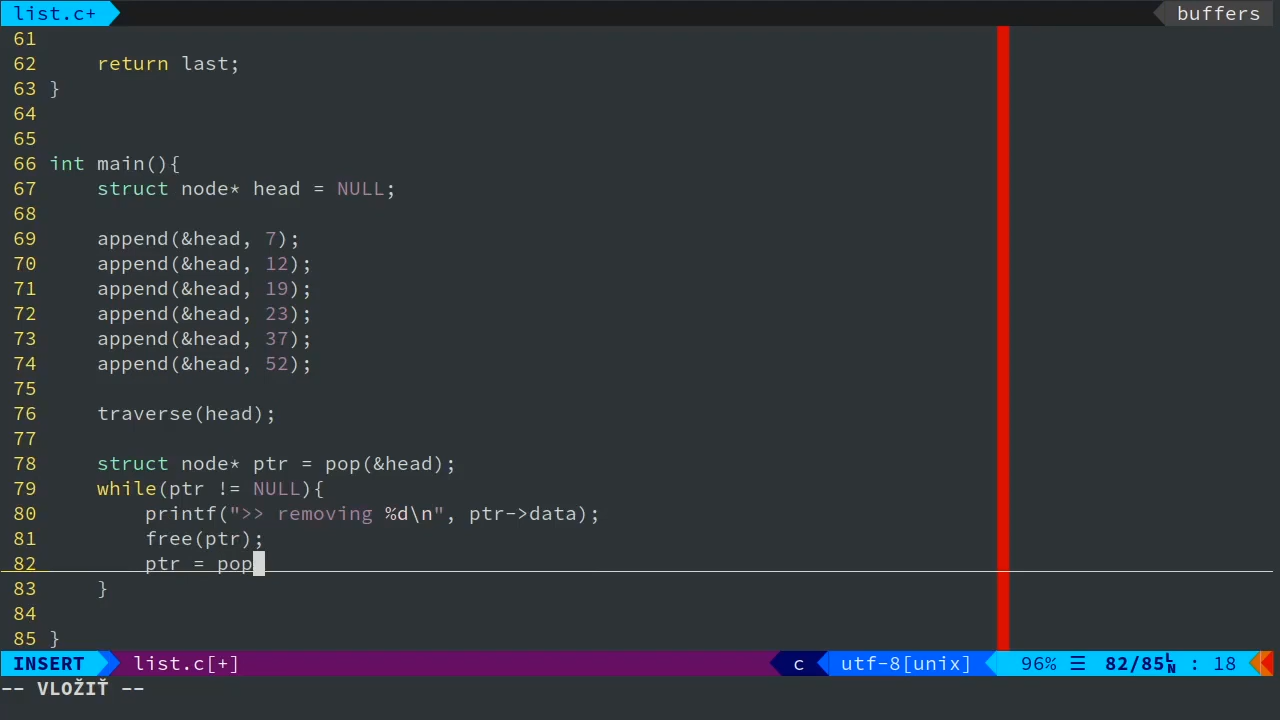 list.c+ buffers
61
62     return last;
63 }
64
65
66 int main(){
67     struct node* head = NULL;
68
69     append(&head, 7);
70     append(&head, 12);
71     append(&head, 19);
72     append(&head, 23);
73     append(&head, 37);
74     append(&head, 52);
75
76     traverse(head);
77
78     struct node* ptr = pop(&head);
79     while(ptr != NULL){
80         printf(">> removing %d\n", ptr->data);
81         free(ptr);
82         ptr = pop
83     }
84
85 }
INSERT list.c[+] c utf-8[unix] 96% ☰ 82/85␤ : 18
-- VLOŽIŤ --